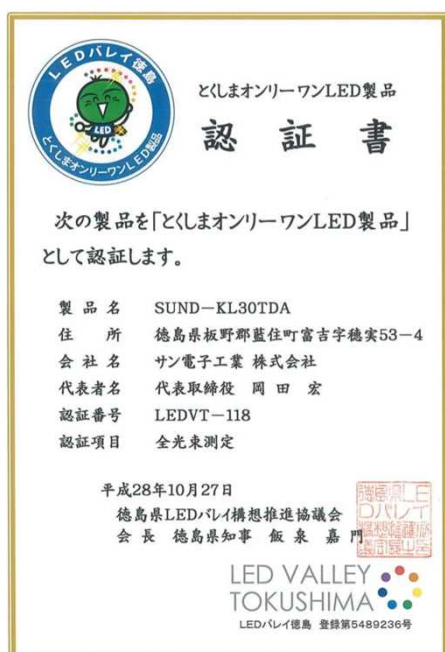 LEDバレイ徳島
LED
とくしまオンリーワンLED製品
とくしまオンリーワンLED製品
認証書
次の製品を「とくしまオンリーワンLED製品」
として認証します。
製品名 SUND-KL30TDA
住所 徳島県板野郡藍住町富吉字穂実53-4
会社名 サン電子工業 株式会社
代表者名 代表取締役 岡田 宏
認証番号 LEDVT-118
認証項目 全光束測定
平成28年10月27日
徳島県LEDバレイ構想推進協議会
会長 徳島県知事 飯泉嘉門
LED VALLEY
TOKUSHIMA
LEDバレイ徳島 登録第5489236号